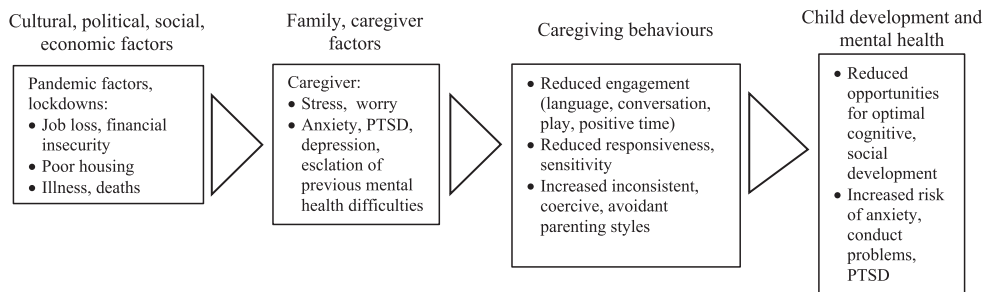 Cultural, political, social,
economic factors
Pandemic factors,
lockdowns:
• Job loss, financial
insecurity
• Poor housing
• Illness, deaths
Family, caregiver
factors
Caregiver:
• Stress, worry
• Anxiety, PTSD,
depression,
esclation of
previous mental
health difficulties
Caregiving behaviours
• Reduced engagement
(language, conversation,
play, positive time)
• Reduced responsiveness,
sensitivity
• Increased inconsistent,
coercive, avoidant
parenting styles
Child development and
mental health
• Reduced
opportunities
for optimal
cognitive,
social
development
• Increased risk
of anxiety,
conduct
problems,
PTSD